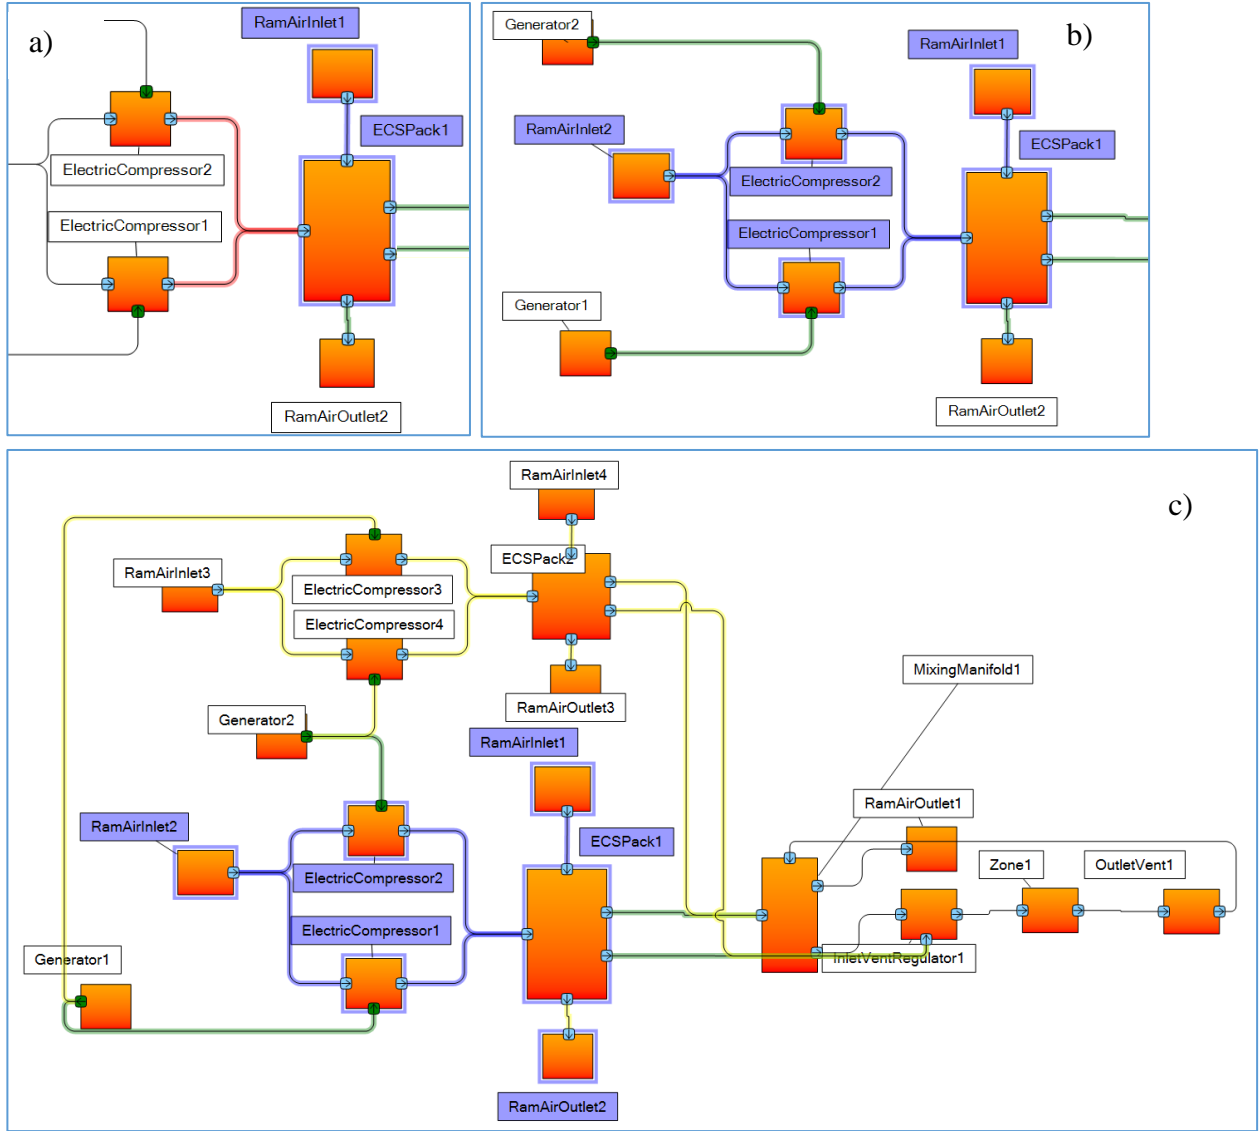 a)
RamAirInlet1
ECSPack1
ElectricCompressor2
ElectricCompressor1
RamAirOutlet2
b)
Generator2
RamAirInlet1
RamAirInlet2
ECSPack1
ElectricCompressor2
ElectricCompressor1
Generator1
RamAirOutlet2
c)
RamAirInlet4
RamAirInlet3
ECSPack2
ElectricCompressor3
ElectricCompressor4
MixingManifold1
RamAirOutlet3
Generator2
RamAirInlet1
RamAirOutlet1
RamAirInlet2
ECSPack1
Zone1
OutletVent1
ElectricCompressor2
ElectricCompressor1
Generator1
InletVentRegulator1
RamAirOutlet2